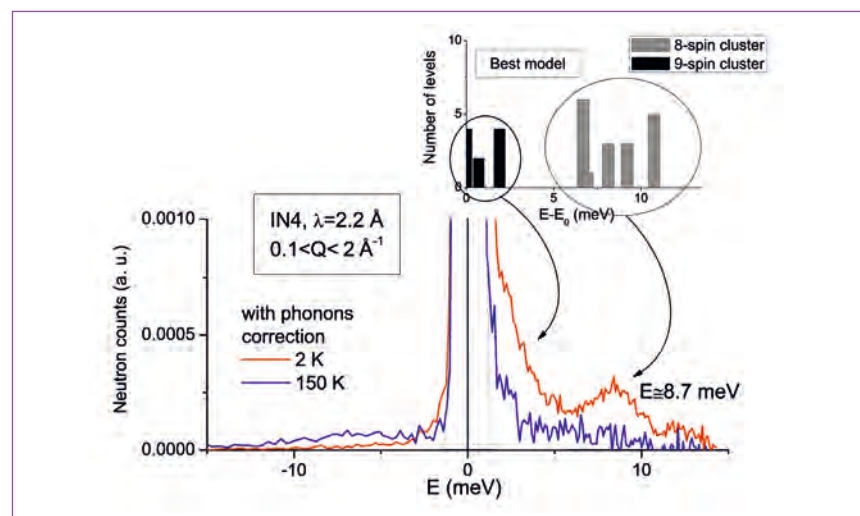 10
5
0
Number of levels
Best model
8-spin cluster
9-spin cluster
0
5
10
E-E0 (meV)
IN4, λ=2.2 Å
0.1<Q< 2 Å-1
0.0010
0.0005
0.0000
Neutron counts (a. u.)
with phonons
correction
2 K
150 K
E≅8.7 meV
-10
0
10
E (meV)